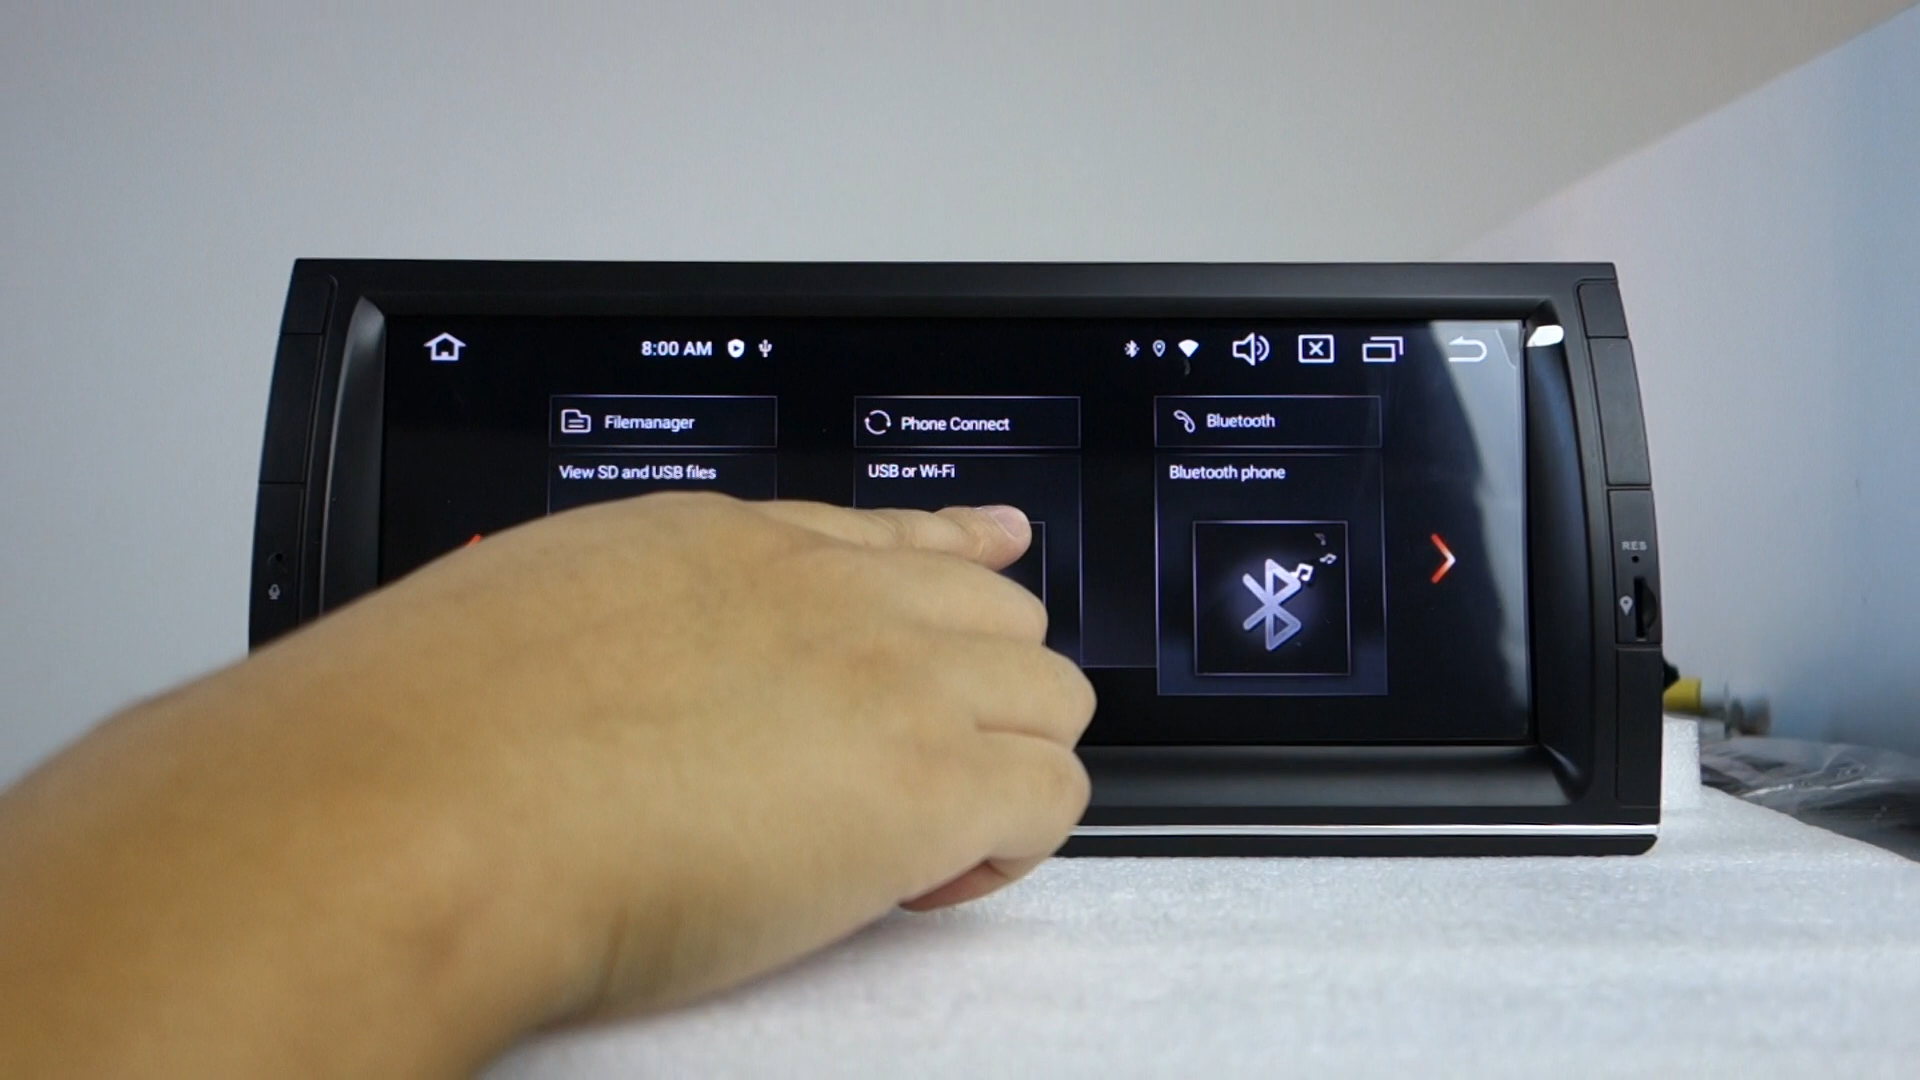 8:00 AM
Filemanager
Phone Connect
Bluetooth
View SD and USB files
USB or Wi-Fi
Bluetooth phone
RES